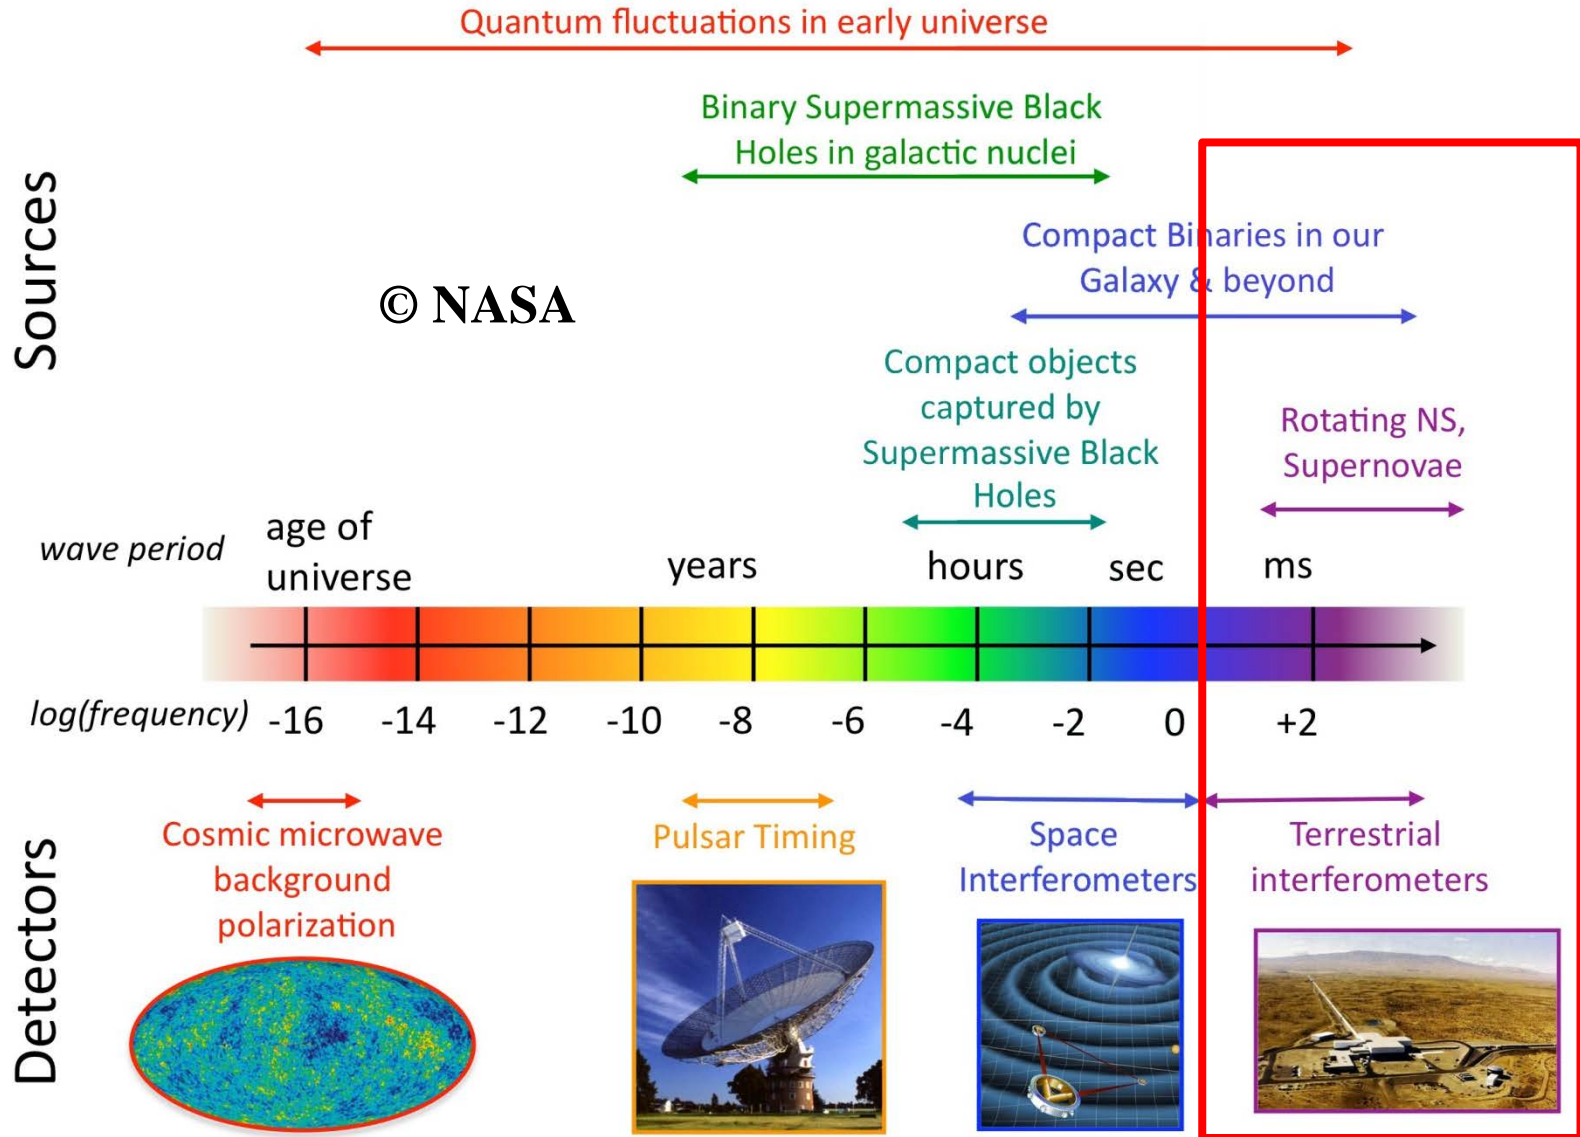 Quantum fluctuations in early universe
Binary Supermassive Black
Holes in galactic nuclei
Sources
Compact Binaries in our
Galaxy & beyond
© NASA
Compact objects
captured by
Supermassive Black
Holes
Rotating NS,
Supernovae
wave period
age of
universe
years
hours
sec
ms
log(frequency)
-16
-14
-12
-10
-8
-6
-4
-2
0
+2
Detectors
Cosmic microwave
background
polarization
Pulsar Timing
Space
Interferometers
Terrestrial
interferometers